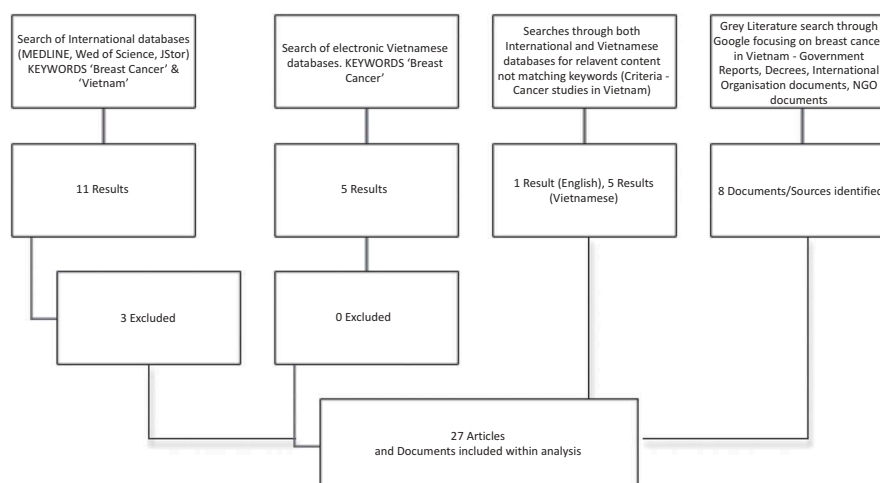 Search of International databases
(MEDLINE, Wed of Science, JStor)
KEYWORDS ‘Breast Cancer’ &
‘Vietnam’
Search of electronic Vietnamese
databases. KEYWORDS ‘Breast
Cancer’
Searches through both
International and Vietnamese
databases for relavent content
not matching keywords (Criteria -
Cancer studies in Vietnam)
Grey Literature search through
Google focusing on breast cancer
in Vietnam - Government
Reports, Decrees, International
Organisation documents, NGO
documents
11 Results
5 Results
1 Result (English), 5 Results
(Vietnamese)
8 Documents/Sources identified
3 Excluded
0 Excluded
27 Articles
and Documents included within analysis